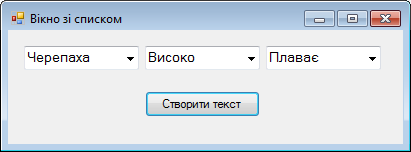 Вікно зі списком
Черепаха Високо Плаває
Створити текст